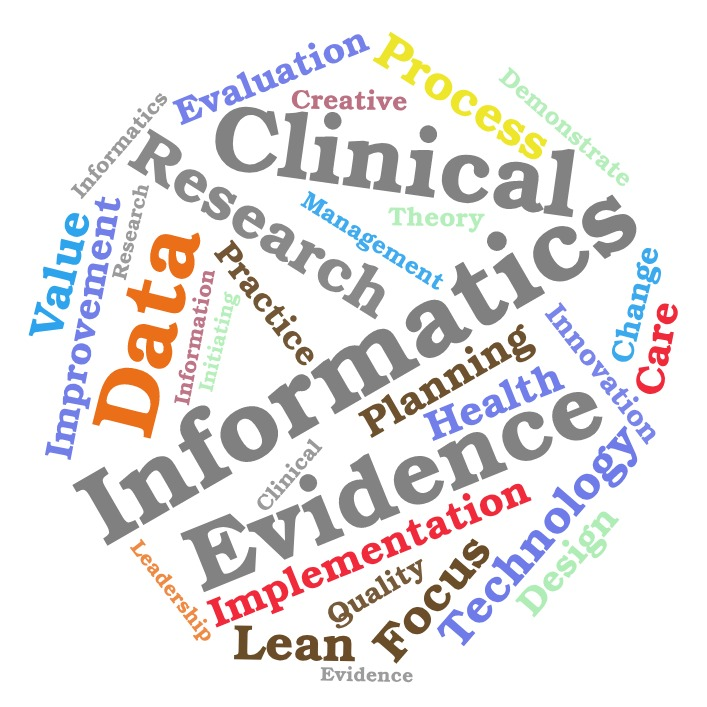 Evaluation
Process
Creative
Demonstrate
Informatics
Clinical
Research
Management
Theory
Value
Improvement
Research
Data
Information
Initiating
Practice
Informatics
Change
Care
Innovation
Planning
Health
Evidence
Clinical
Implementation
Technology
Design
Leadership
Quality
Focus
Lean
Evidence